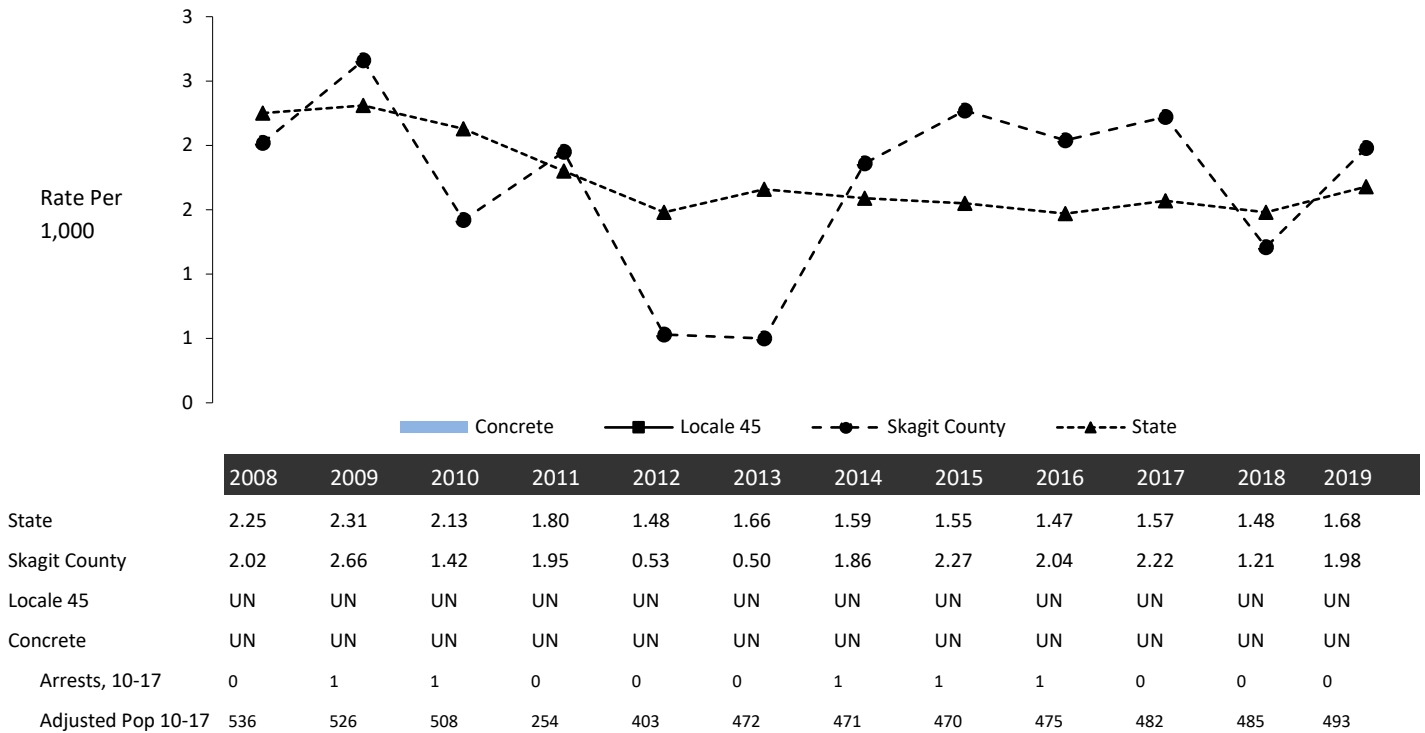 3
3
2
2
1
1
0
Rate Per
1,000
Concrete Locale 45 Skagit County State
2008 2009 2010 2011 2012 2013 2014 2015 2016 2017 2018 2019
State 2.25 2.31 2.13 1.80 1.48 1.66 1.59 1.55 1.47 1.57 1.48 1.68
Skagit County 2.02 2.66 1.42 1.95 0.53 0.50 1.86 2.27 2.04 2.22 1.21 1.98
Locale 45 UN UN UN UN UN UN UN UN UN UN UN UN
Concrete UN UN UN UN UN UN UN UN UN UN UN UN
Arrests, 10-17 0 1 1 0 0 0 1 1 1 0 0 0
Adjusted Pop 10-17 536 526 508 254 403 472 471 470 475 482 485 493